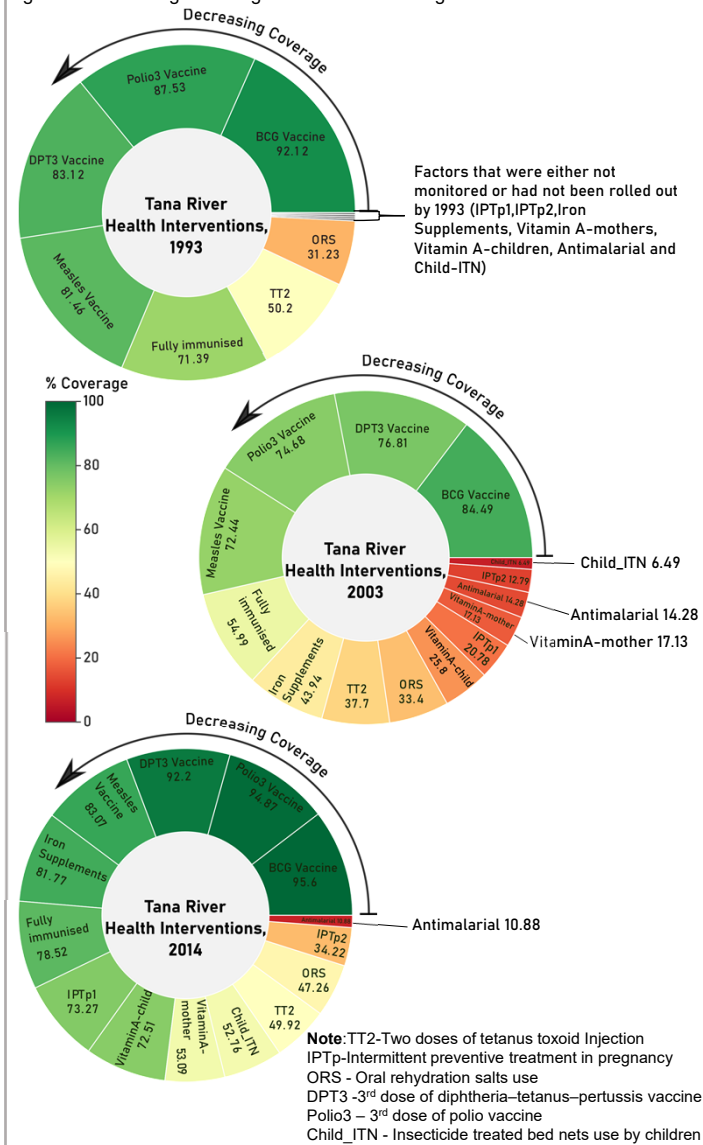 Decreasing Coverage
Polio3 Vaccine
87.53
BCG Vaccine
92.12
DPT3 Vaccine
83.12
Measles Vaccine
81.46
Fully immunised
71.39
TT2
50.2
ORS
31.23
Tana River
Health Interventions,
1993
Factors that were either not
monitored or had not been rolled out
by 1993 (IPTp1,IPTp2,Iron
Supplements, Vitamin A-mothers,
Vitamin A-children, Antimalarial and
Child-ITN)
% Coverage
100
80
60
40
20
0
Decreasing Coverage
DPT3 Vaccine
76.81
Polio3 Vaccine
74.68
BCG Vaccine
84.49
Measles Vaccine
72.44
Fully
immunised
54.99
Iron
Supplements
43.94
TT2
37.7
ORS
33.4
VitaminA-child
25.8
IPTp1
20.78
VitaminA-mother
17.13
Antimalarial 14.28
IPTp2 12.79
Child_ITN 6.49
Tana River
Health Interventions,
2003
Child_ITN 6.49
Antimalarial 14.28
VitaminA-mother 17.13
Decreasing Coverage
DPT3 Vaccine
92.2
Polio3 Vaccine
94.87
BCG Vaccine
95.6
Measles
Vaccine
83.07
Iron
Supplements
81.77
Fully
immunised
78.52
IPTp1
73.27
VitaminA-child
72.51
VitaminA-
mother
53.09
Child_ITN
52.76
TT2
49.92
ORS
47.26
IPTp2
34.22
Antimalarial 10.88
Tana River
Health Interventions,
2014
Antimalarial 10.88
Note:TT2-Two doses of tetanus toxoid Injection
IPTp-Intermittent preventive treatment in pregnancy
ORS - Oral rehydration salts use
DPT3 -3rd dose of diphtheria–tetanus–pertussis vaccine
Polio3 – 3rd dose of polio vaccine
Child_ITN - Insecticide treated bed nets use by children